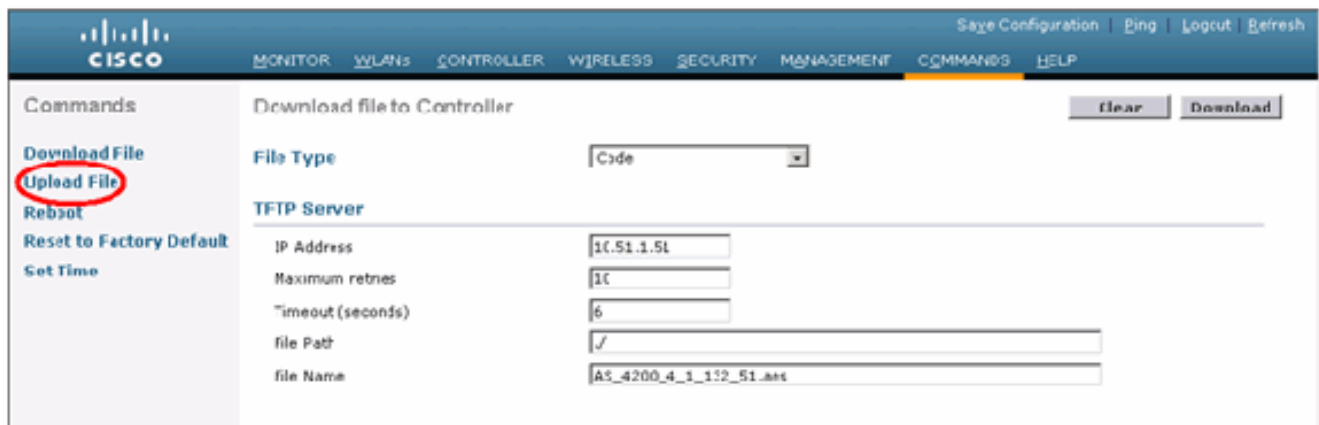 Save Configuration | Ping | Logout | Refresh
CISCO
MONITOR WLANs CONTROLLER WIRELESS SECURITY MANAGEMENT COMMANDS HELP
Commands
Download File
Upload File
Reboot
Reset to Factory Default
Set Time
Download file to Controller
Clear Download
File Type Code
TFTP Server
IP Address
Maximum retries 10
Timeout (seconds) 6
File Path ./
File Name